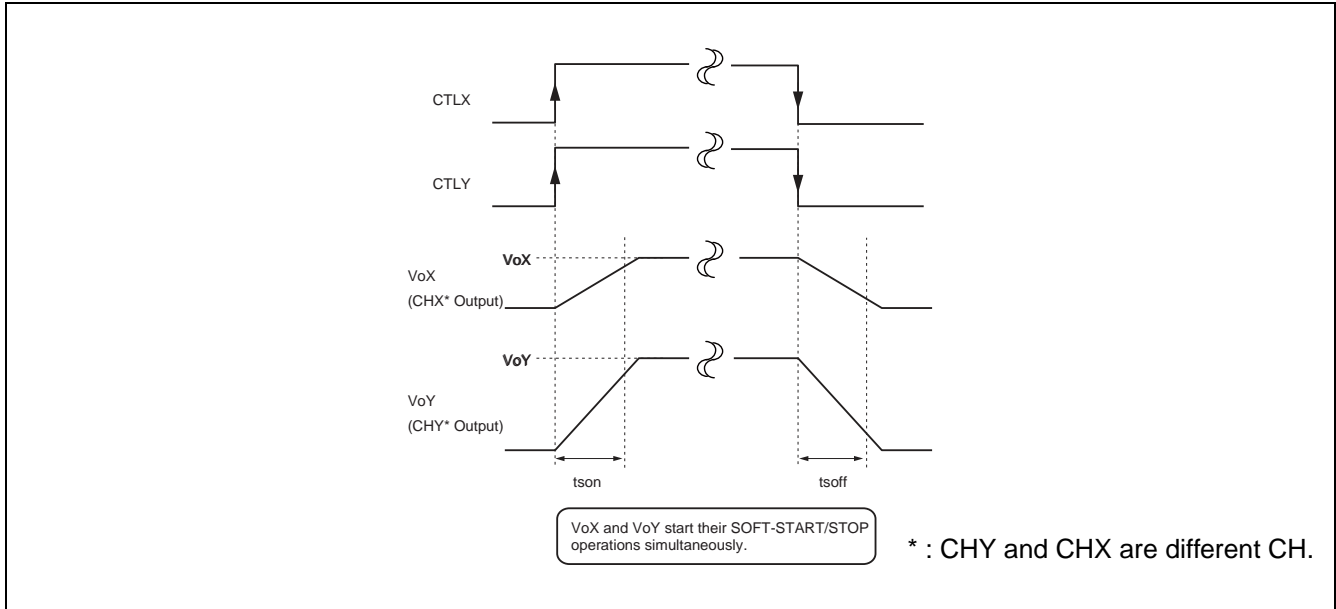 CTLX
CTLY
VoX
VoX
(CHX* Output)
VoY
VoY
(CHY* Output)
tson
tsoff
VoX and VoY start their SOFT-START/STOP
operations simultaneously.
* : CHY and CHX are different CH.